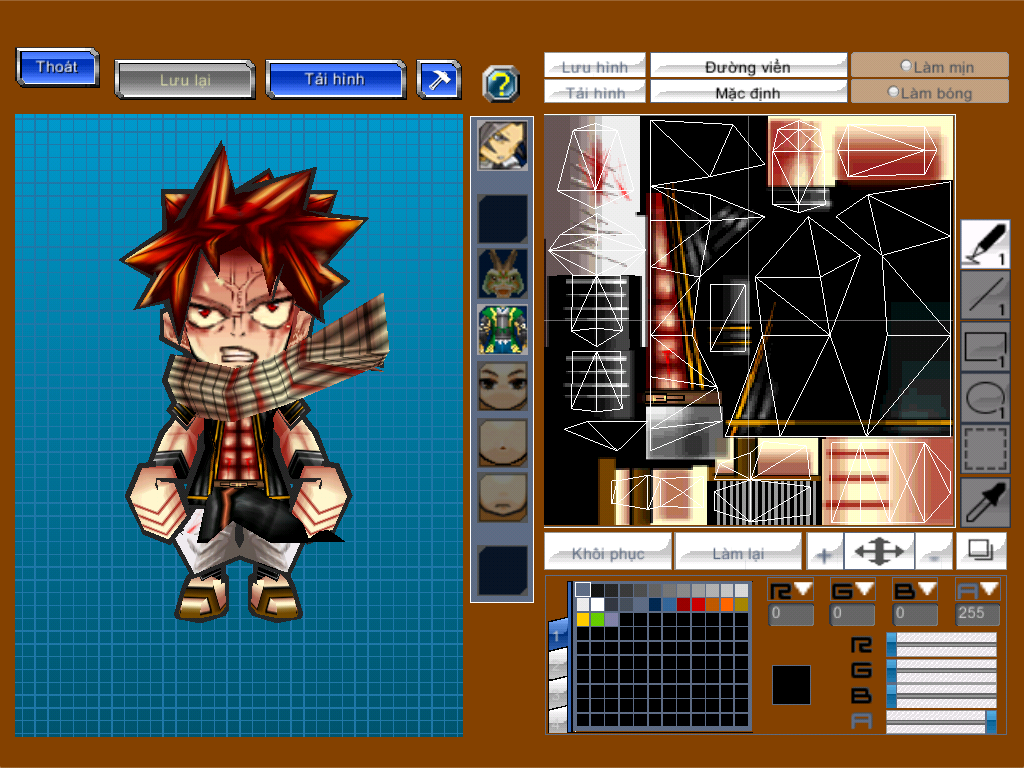 Thoát
Lưu lại
Tải hình
?
Lưu hình
Đường viền
Làm mịn
Tải hình
Mặc định
Làm bóng
1
1
1
1
Khôi phục
Làm lại
+
-
R
G
B
A
0
0
0
255
1
R
G
B
A